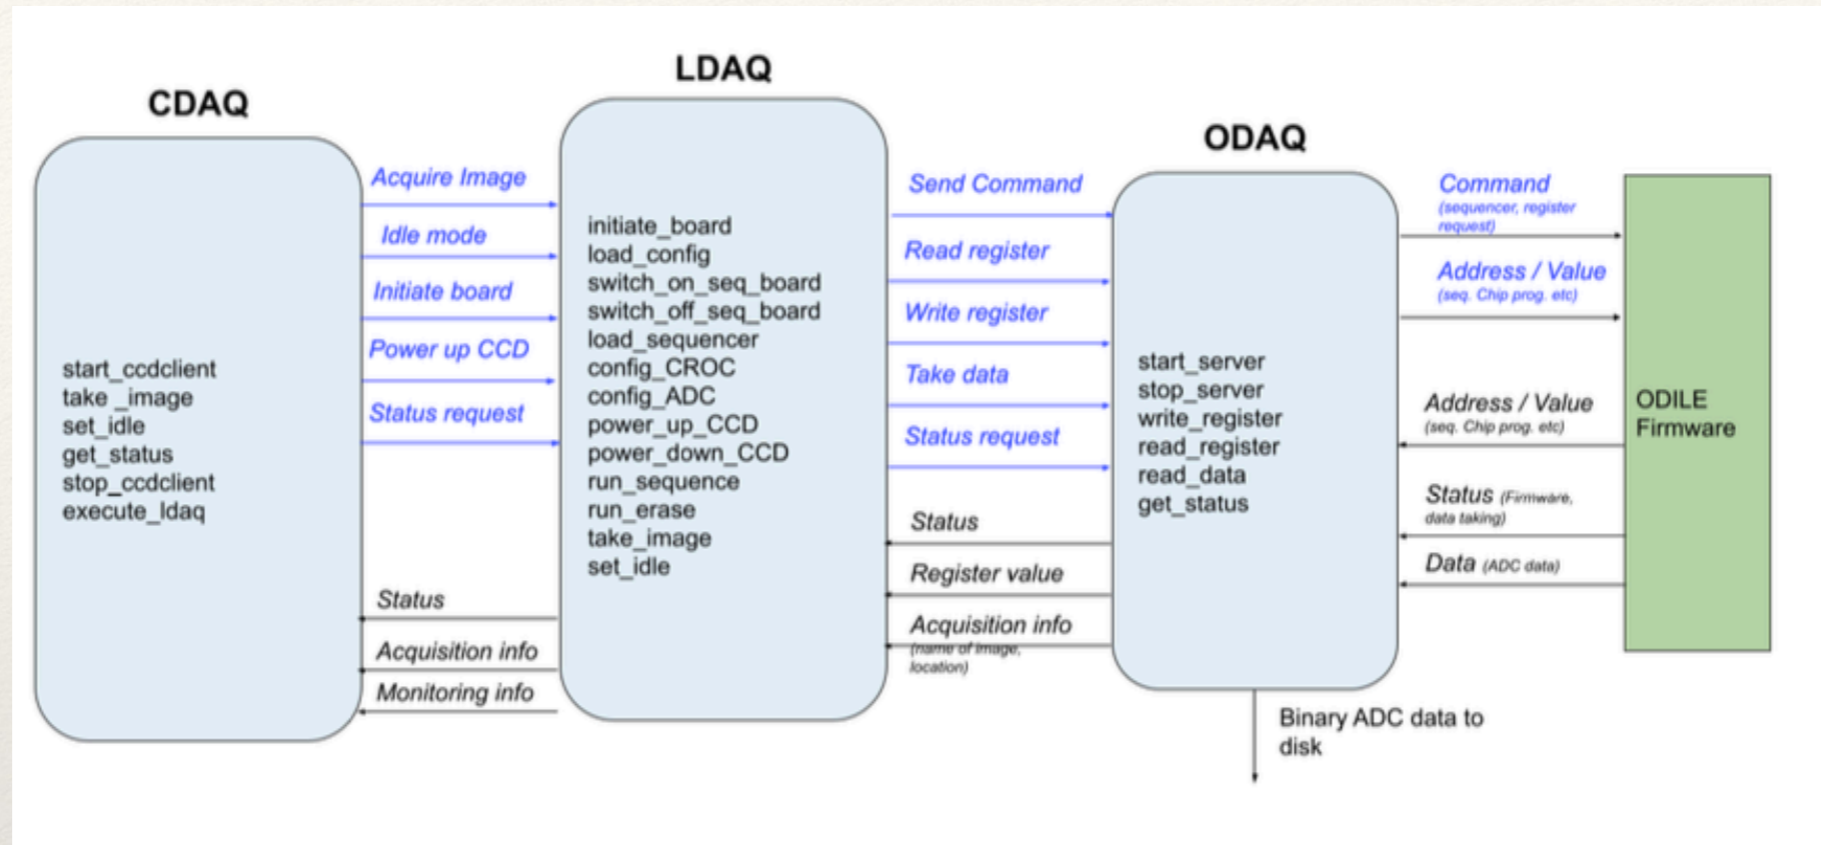 CDAQ
start_ccdclient
take _image
set_idle
get_status
stop_ccdclient
execute_ldaq
Acquire Image
Idle mode
Initiate board
Power up CCD
Status request
Status
Acquisition info
Monitoring info
LDAQ
initiate_board
load_config
switch_on_seq_board
switch_off_seq_board
load_sequencer
config_CROC
config_ADC
power_up_CCD
power_down_CCD
run_sequence
run_erase
take_image
set_idle
Send Command
Read register
Write register
Take data
Status request
Status
Register value
Acquisition info
(name of image,
location)
ODAQ
start_server
stop_server
write_register
read_register
read_data
get_status
Binary ADC data to
disk
Command
(sequencer, register
request)
Address / Value
(seq. Chip prog. etc)
Address / Value
(seq. Chip prog. etc)
Status (Firmware,
data taking)
Data (ADC data)
ODILE
Firmware